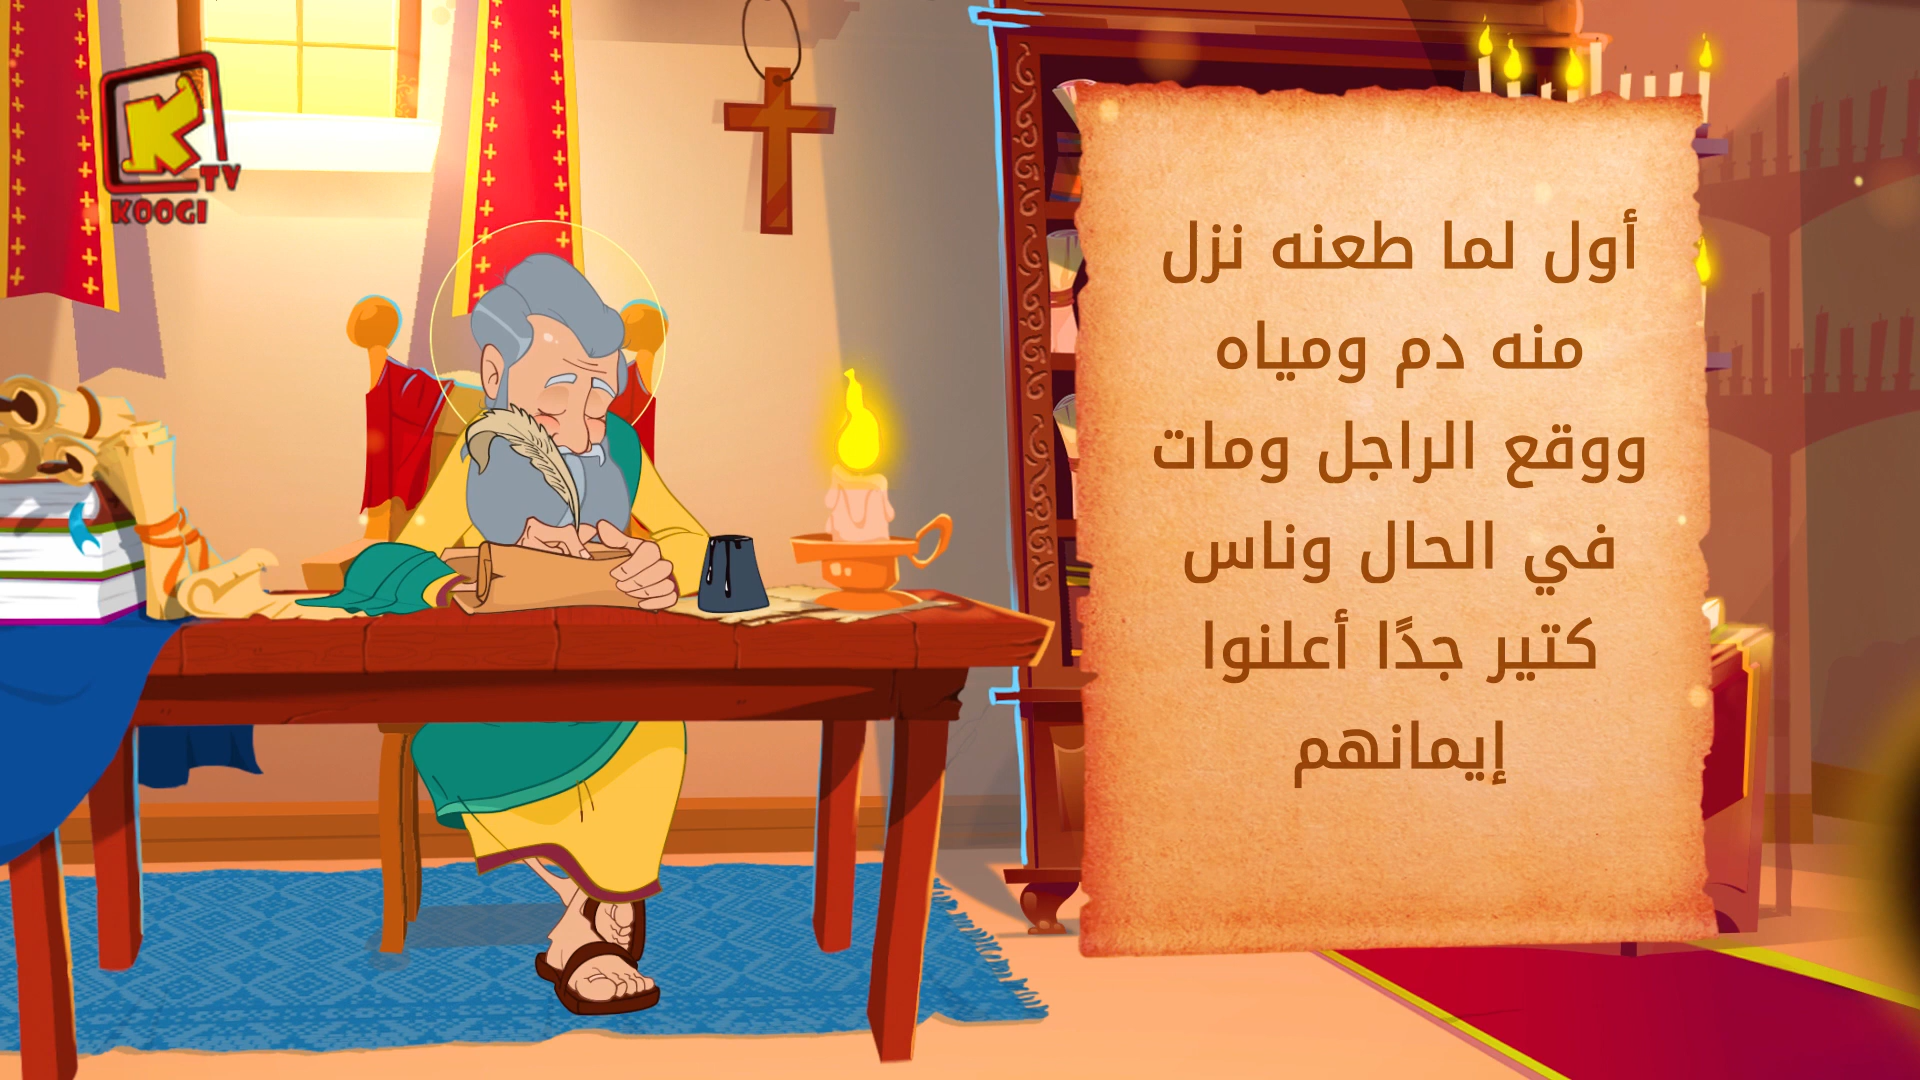 K
TV
KOOGI
أول لما طعنه نزل
منه دم ومياه
ووقع الراجل ومات
في الحال وناس
كتير جدًا أعلنوا
إيمانهم